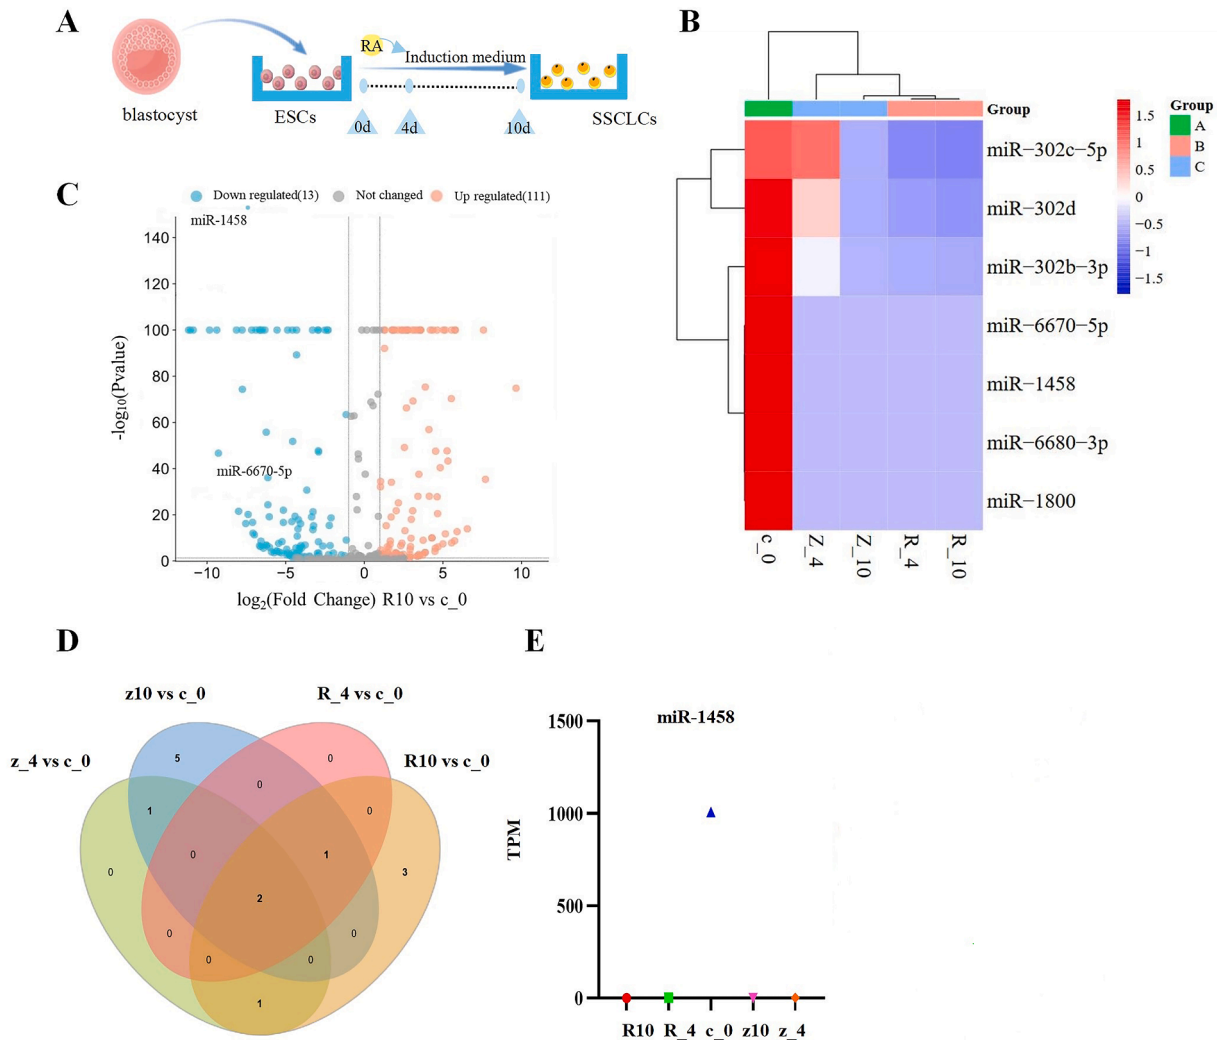 A
RA
Induction medium
blastocyst
ESCs
SSCLCs
0d
4d
10d
B
Group
miR−302c−5p
miR−302d
miR−302b−3p
miR−6670−5p
miR−1458
miR−6680−3p
miR−1800
c_0
Z_4
Z_10
R_4
R_10
1.5
1
0.5
0
−0.5
−1
−1.5
Group
A
B
C
C
Down regulated(13)
Not changed
Up regulated(111)
miR-1458
miR-6670-5p
-log10(Pvalue)
140
120
100
80
60
40
20
0
−10
−5
0
5
10
log2(Fold Change) R10 vs c_0
D
z10 vs c_0
R_4 vs c_0
z_4 vs c_0
R10 vs c_0
5
0
0
1
0
0
1
0
3
2
0
0
0
0
1
E
miR-1458
TPM
1500
1000
500
0
R10
R_4
c_0
z10
z_4